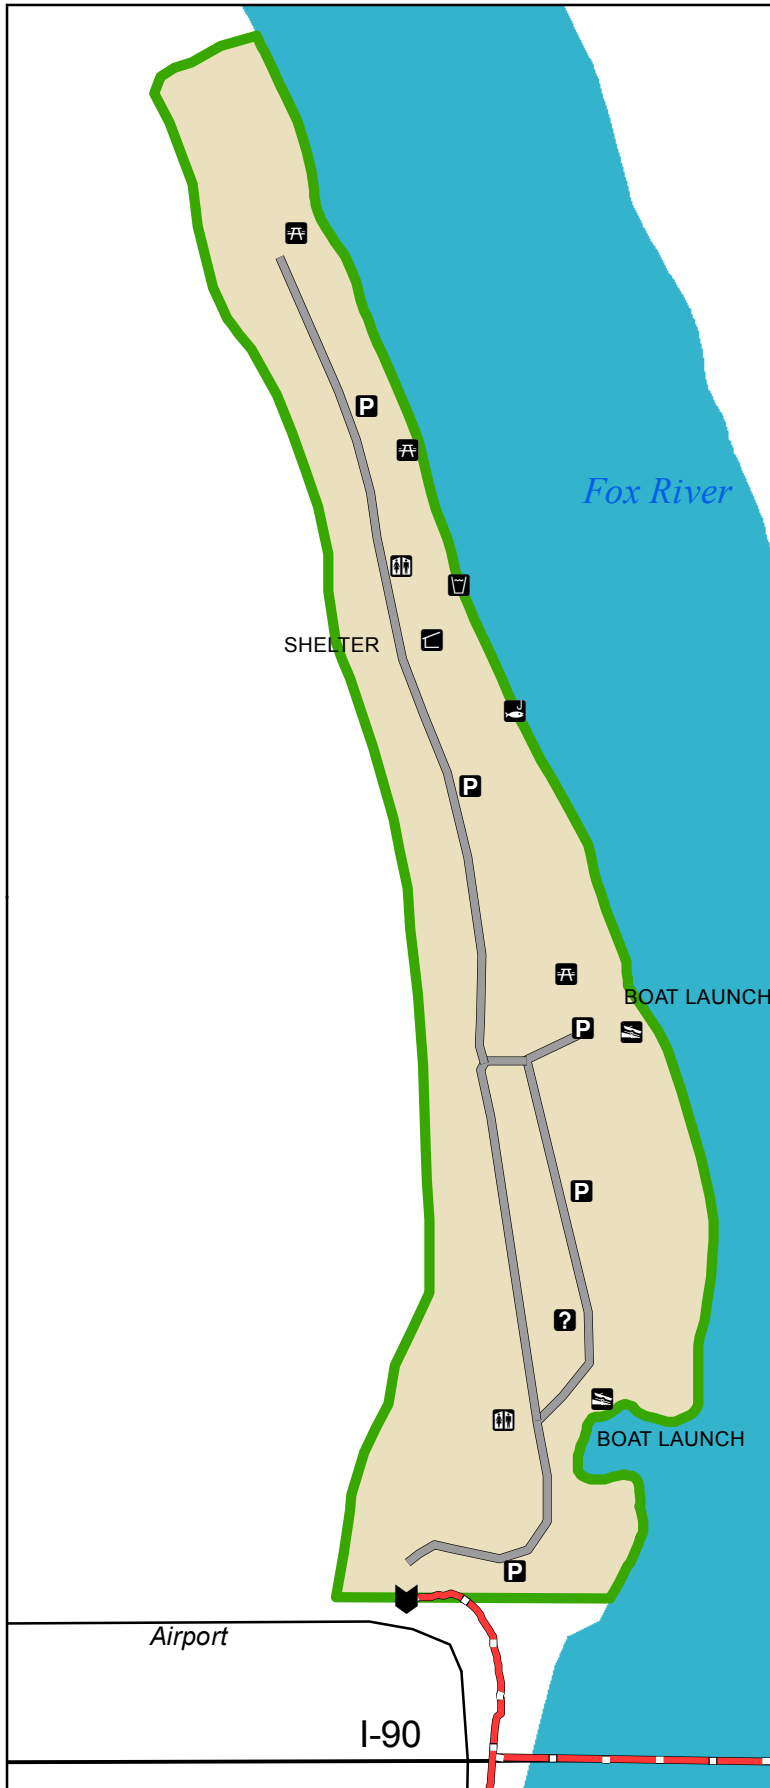 P
Fox River
SHELTER
P
BOAT LAUNCH
P
P
?
BOAT LAUNCH
P
Airport
I-90